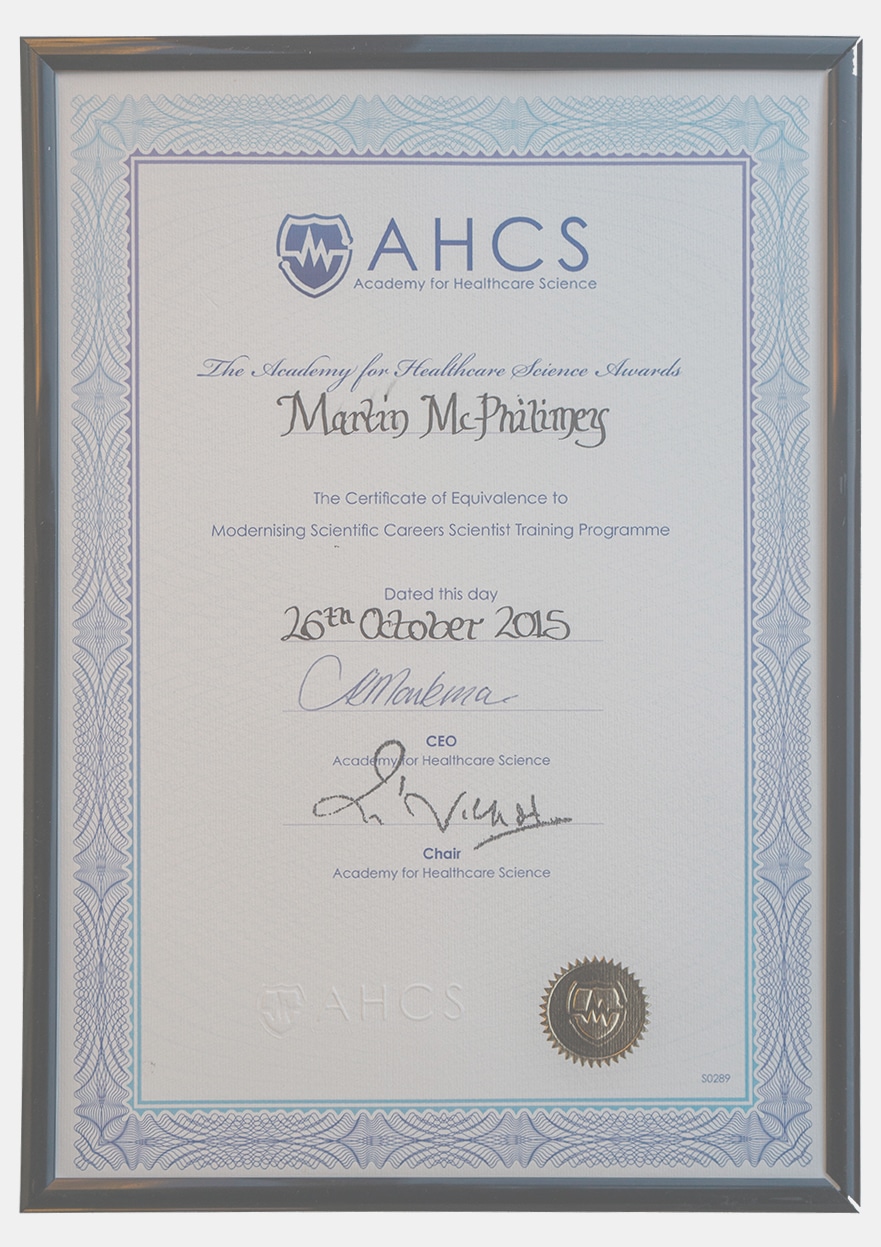 AHCS
Academy for Healthcare Science
The Academy for Healthcare Science Awards
Martin McPhilimey
The Certificate of Equivalence to
Modernising Scientific Careers Scientist Training Programme
Dated this day
26th October 2015
CEO
Academy for Healthcare Science
Chair
Academy for Healthcare Science
AHCS
S0289